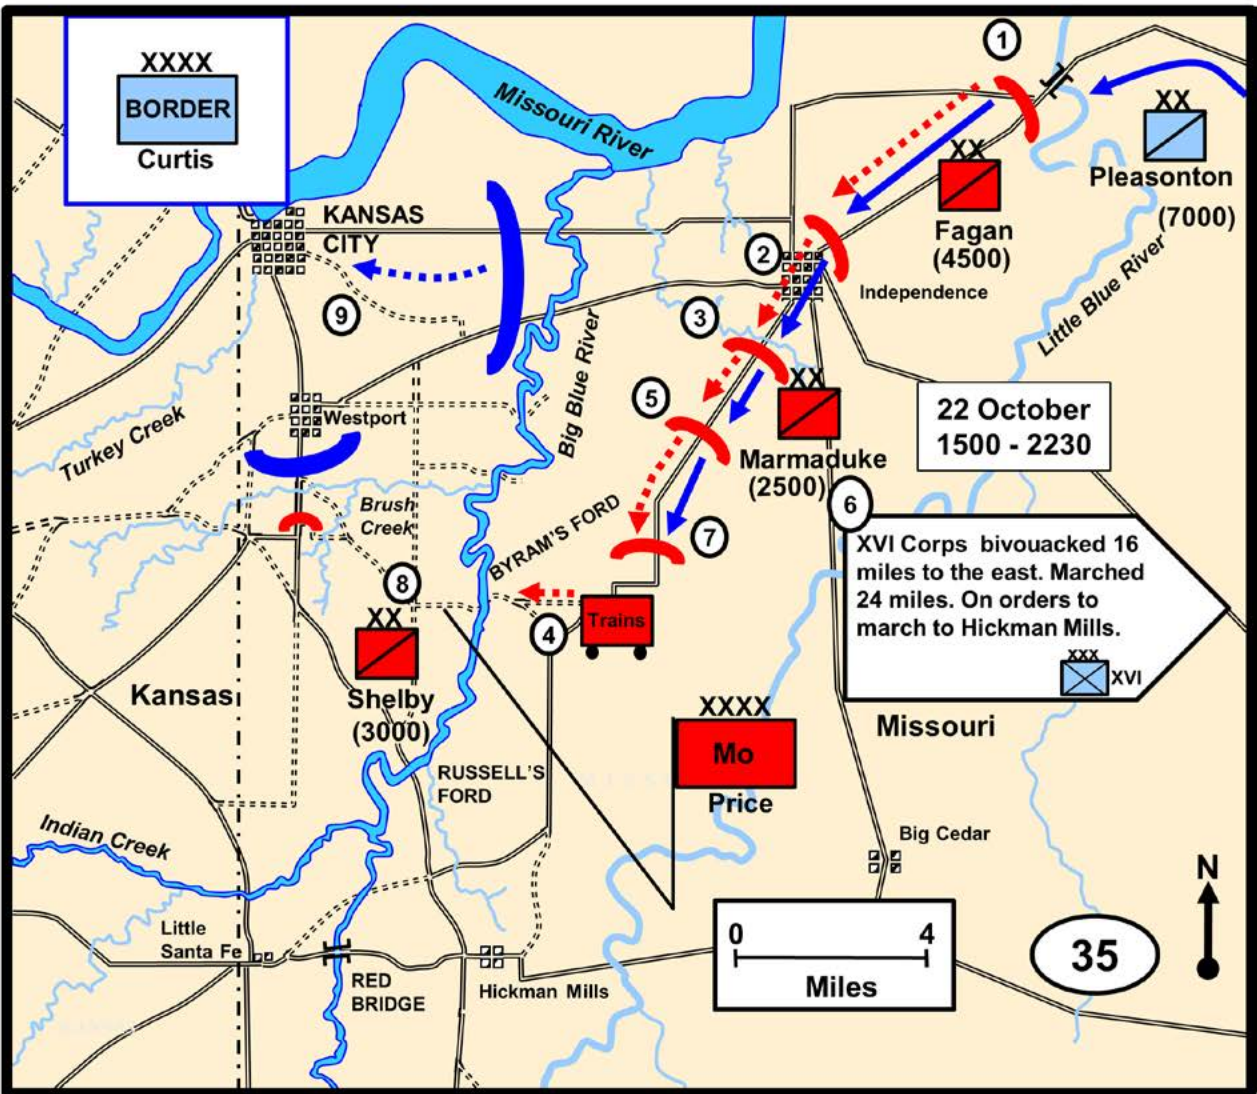 XXXX
BORDER
Curtis
Missouri River
1
XX
Pleasonton
(7000)
XX
Fagan
(4500)
KANSAS
CITY
2
Independence
Little Blue River
9
3
Big Blue River
5
XX
22 October
1500 - 2230
Westport
Turkey Creek
Marmaduke
(2500)
6
Brush
Creek
BYRAM'S FORD
7
XVI Corps bivouacked 16
miles to the east. Marched
24 miles. On orders to
march to Hickman Mills.
XXX
XVI
8
XX
4
Trains
Kansas
Shelby
(3000)
XXXX
Mo
Price
Missouri
RUSSELL'S
FORD
Indian Creek
Big Cedar
N
Little
Santa Fe
0 4
Miles
35
RED
BRIDGE
Hickman Mills